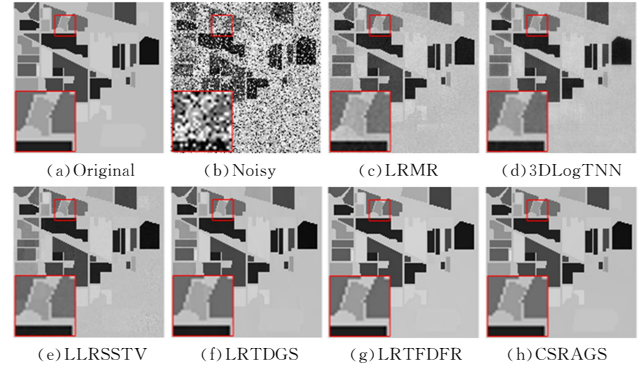 (a)Original
(b)Noisy
(c)LRMR
(d)3DLogTNN
(e)LLRSSTV
(f)LRTDGS
(g)LRTFDFR
(h)CSRAGS